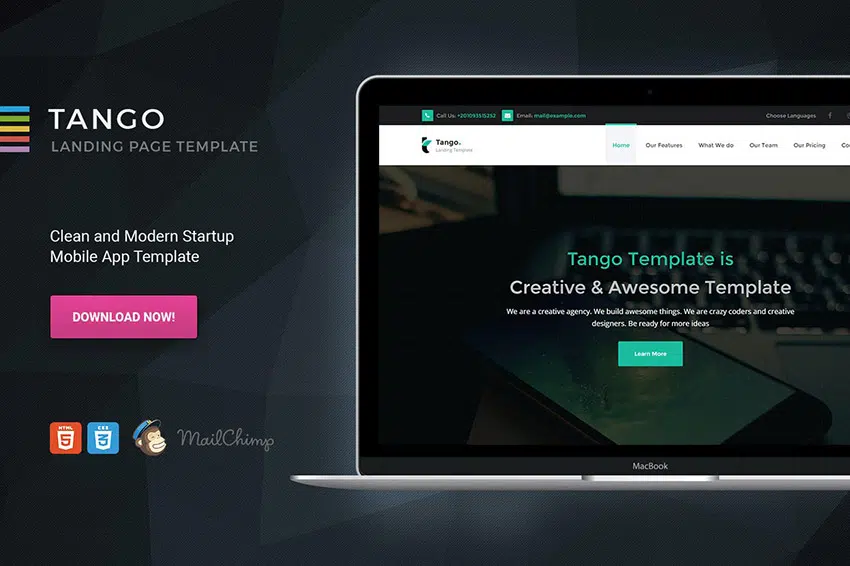 TANGO
LANDING PAGE TEMPLATE
Clean and Modern Startup
Mobile App Template
DOWNLOAD NOW!
HTML
CSS
MailChimp
Call Us: +201093515252
Email: mail@example.com
Choose Languages
Tango.
Landing Template
Home
Our Features
What We do
Our Team
Our Pricing
Co
Tango Template is
Creative & Awesome Template
We are a creative agency. We build awesome things. We are crazy coders and creative
designers. Be ready for more ideas
Learn More
MacBook